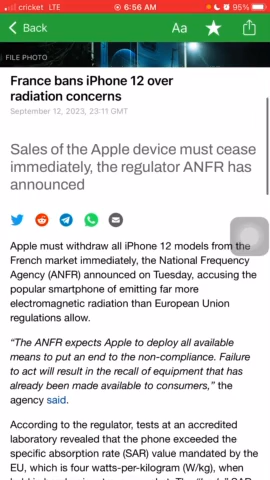 cricket LTE 6:56 AM 95%
Back Aa
FILE PHOTO
France bans iPhone 12 over
radiation concerns
September 12, 2023, 23:11 GMT
Sales of the Apple device must cease
immediately, the regulator ANFR has
announced
Apple must withdraw all iPhone 12 models from the
French market immediately, the National Frequency
Agency (ANFR) announced on Tuesday, accusing the
popular smartphone of emitting far more
electromagnetic radiation than European Union
regulations allow.
“The ANFR expects Apple to deploy all available
means to put an end to the non-compliance. Failure
to act will result in the recall of equipment that has
already been made available to consumers,” the
agency said.
According to the regulator, tests at an accredited
laboratory revealed that the phone exceeded the
specific absorption rate (SAR) value mandated by the
EU, which is four watts-per-kilogram (W/kg), when